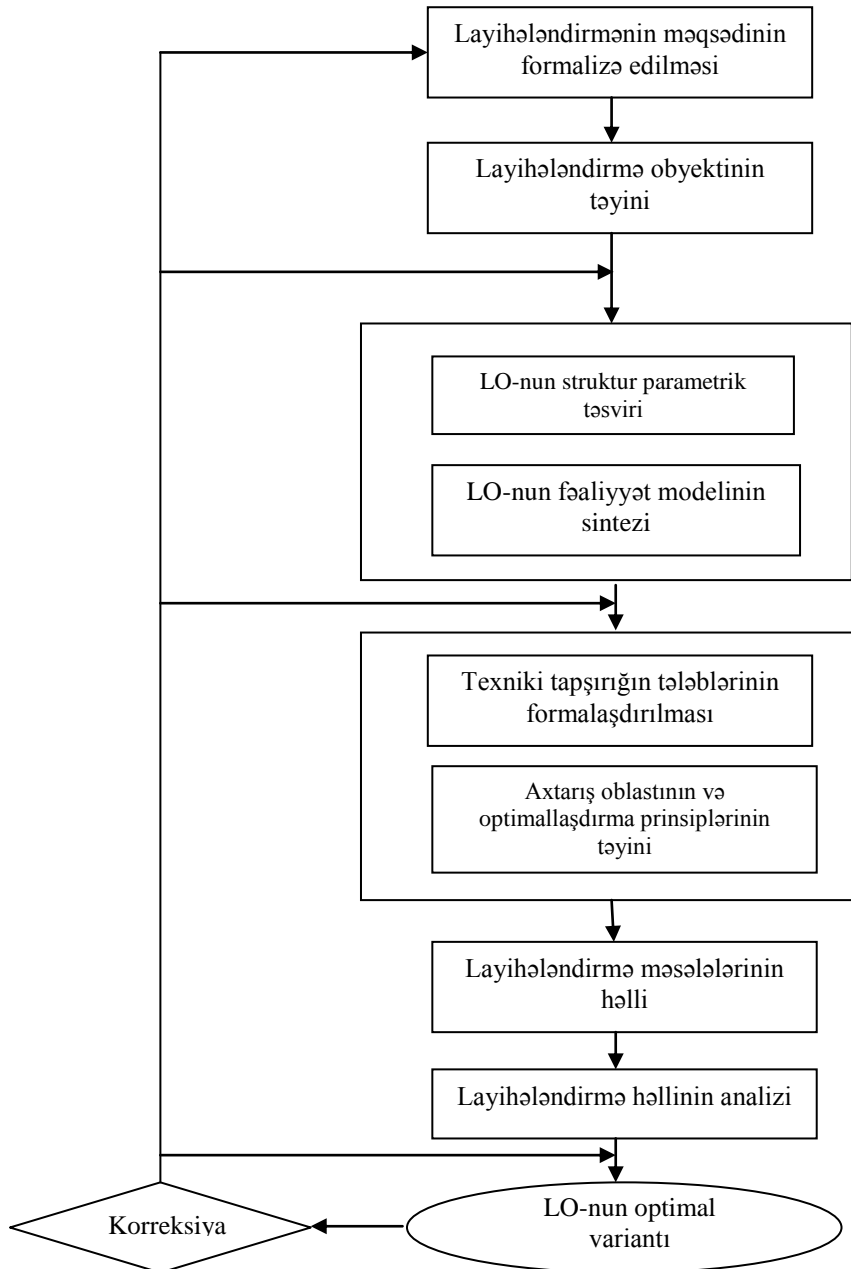 Layihələndirmənin məqsədinin
formalizə edilməsi
Layihələndirmə obyektinin
təyini
LO-nun struktur parametrik
təsviri
LO-nun fəaliyyət modelinin
sintezi
Texniki tapşırığın tələblərinin
formalaşdırılması
Axtarış oblastının və
optimallaşdırma prinsiplərinin
təyini
Layihələndirmə məsələlərinin
həlli
Layihələndirmə həllinin analizi
LO-nun optimal
variantı
Korreksiya